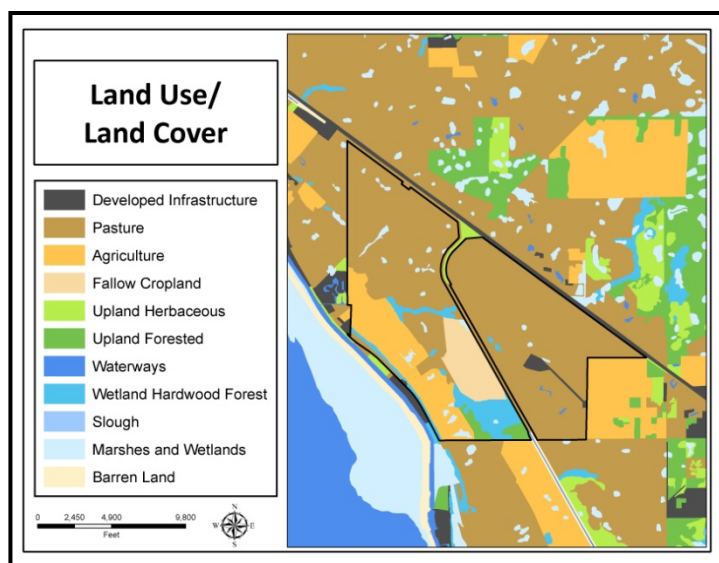 Land Use/
Land Cover
Developed Infrastructure
Pasture
Agriculture
Fallow Cropland
Upland Herbaceous
Upland Forested
Waterways
Wetland Hardwood Forest
Slough
Marshes and Wetlands
Barren Land
0 2,450 4,900 9,800
Feet
N
W E
S